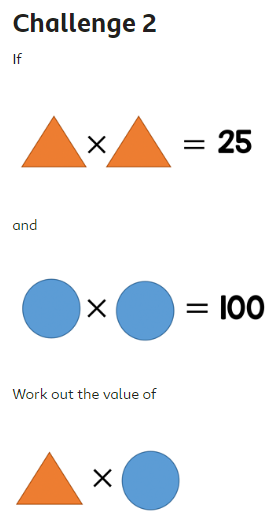 Challenge 2
If
× = 25
and
× = 100
Work out the value of
×